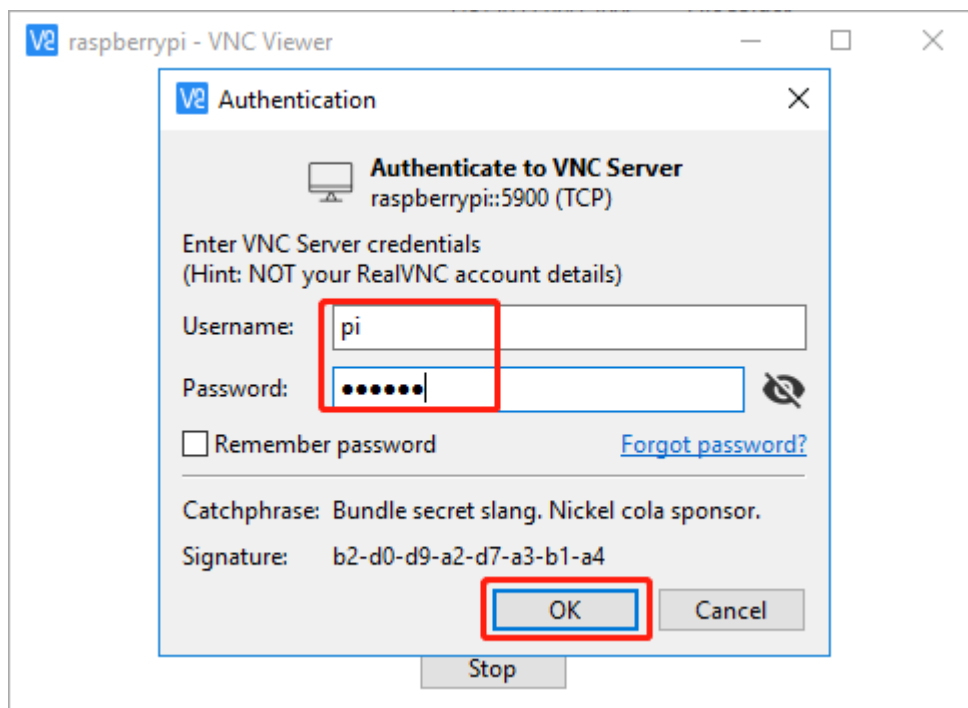 raspberrypi - VNC Viewer
Authentication
Authenticate to VNC Server
raspberrypi::5900 (TCP)
Enter VNC Server credentials
(Hint: NOT your RealVNC account details)
Username: pi
Password: ●●●●●●
Remember password Forgot password?
Catchphrase: Bundle secret slang. Nickel cola sponsor.
Signature: b2-d0-d9-a2-d7-a3-b1-a4
OK Cancel
Stop